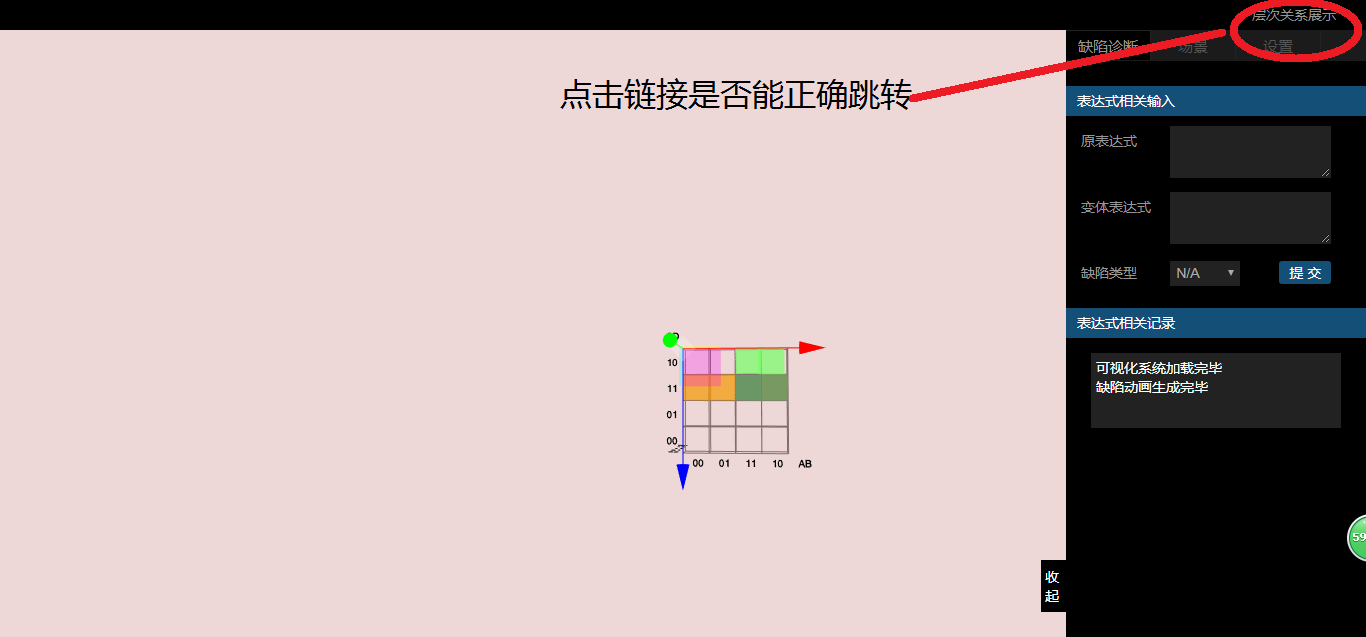 层次关系展示
缺陷诊断 场景 设置
点击链接是否能正确跳转
表达式相关输入
原表达式
变体表达式
缺陷类型 N/A 提 交
表达式相关记录
可视化系统加载完毕
缺陷动画生成完毕
10
11
01
00
00 01 11 10 AB
59
收
起